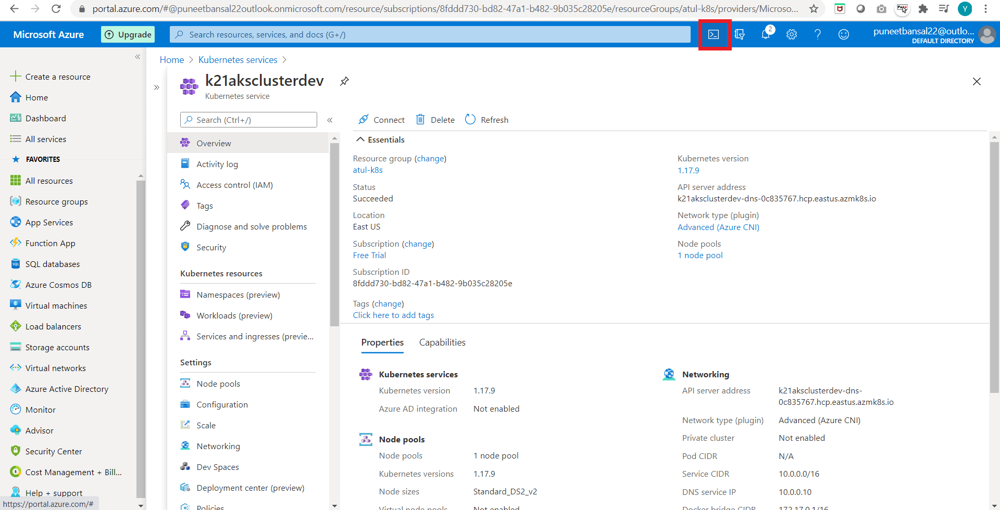 portal.azure.com/#@puneetbansal22outlook.onmicrosoft.com/resource/subscriptions/8fddd730-bd82-47a1-b482-9b035c28205e/resourceGroups/atul-k8s/providers/Microso...
Y
Microsoft Azure
Upgrade
Search resources, services, and docs (G+/)
2
puneetbansal22@outlo...
DEFAULT DIRECTORY
Create a resource
Home
Dashboard
All services
FAVORITES
All resources
Resource groups
App Services
Function App
SQL databases
Azure Cosmos DB
Virtual machines
Load balancers
Storage accounts
Virtual networks
Azure Active Directory
Monitor
Advisor
Security Center
Cost Management + Bill...
Help + support
https://portal.azure.com/#
Home > Kubernetes services >
k21aksclusterdev
Kubernetes service
Search (Ctrl+/)
Overview
Activity log
Access control (IAM)
Tags
Diagnose and solve problems
Security
Kubernetes resources
Namespaces (preview)
Workloads (preview)
Services and ingresses (previe...
Settings
Node pools
Configuration
Scale
Networking
Dev Spaces
Deployment center (preview)
Policies
Connect
Delete
Refresh
Essentials
Resource group (change)
atul-k8s
Status
Succeeded
Location
East US
Subscription (change)
Free Trial
Subscription ID
8fddd730-bd82-47a1-b482-9b035c28205e
Tags (change)
Click here to add tags
Kubernetes version
1.17.9
API server address
k21aksclusterdev-dns-0c835767.hcp.eastus.azmk8s.io
Network type (plugin)
Advanced (Azure CNI)
Node pools
1 node pool
Properties
Capabilities
Kubernetes services
Kubernetes version 1.17.9
Azure AD integration Not enabled
Node pools
Node pools 1 node pool
Kubernetes versions 1.17.9
Node sizes Standard_DS2_v2
Virtual node pools Not enabled
Networking
API server address k21aksclusterdev-dns-
0c835767.hcp.eastus.azmk8s.io
Network type (plugin) Advanced (Azure CNI)
Private cluster Not enabled
Pod CIDR N/A
Service CIDR 10.0.0.0/16
DNS service IP 10.0.0.10
Docker bridge CIDR 172.17.0.1/16